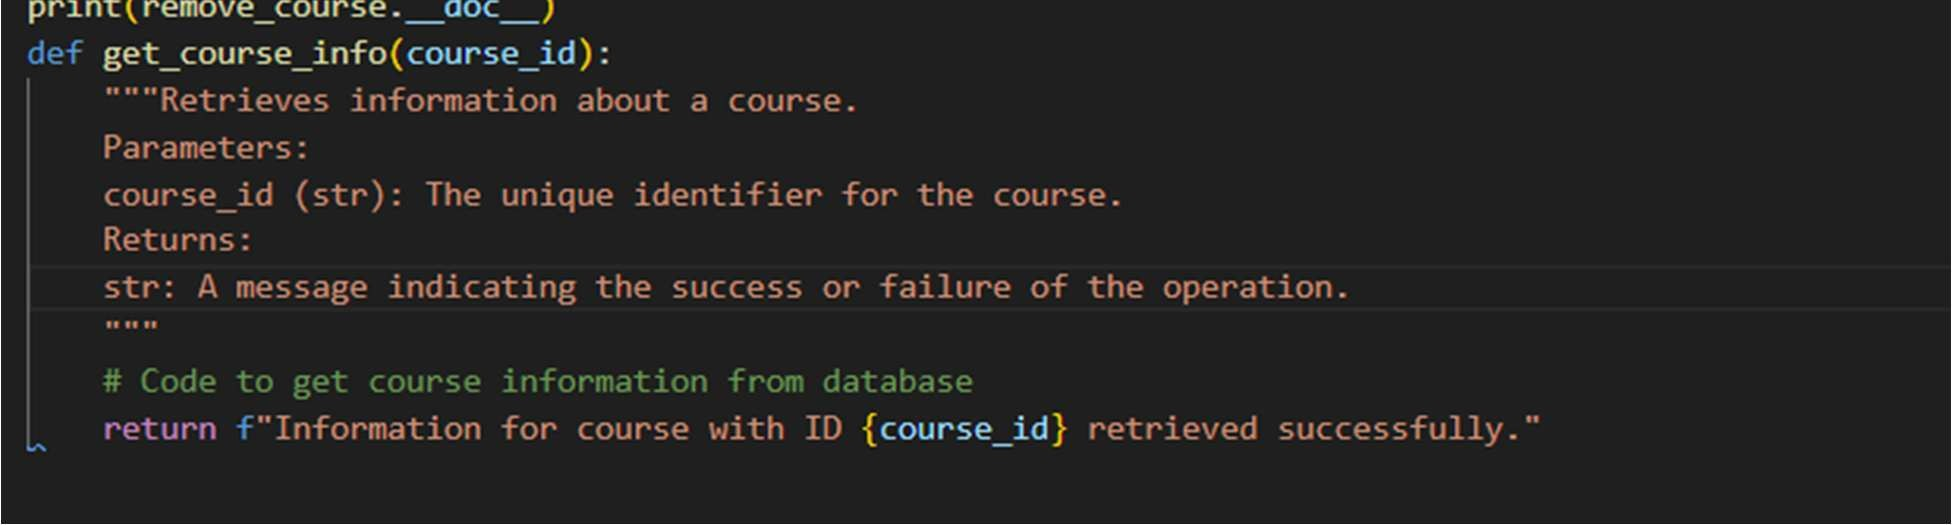 print(remove_course.__doc__)
def get_course_info(course_id):
    """Retrieves information about a course.
    Parameters:
    course_id (str): The unique identifier for the course.
    Returns:
    str: A message indicating the success or failure of the operation.
    """
    # Code to get course information from database
    return f"Information for course with ID {course_id} retrieved successfully."